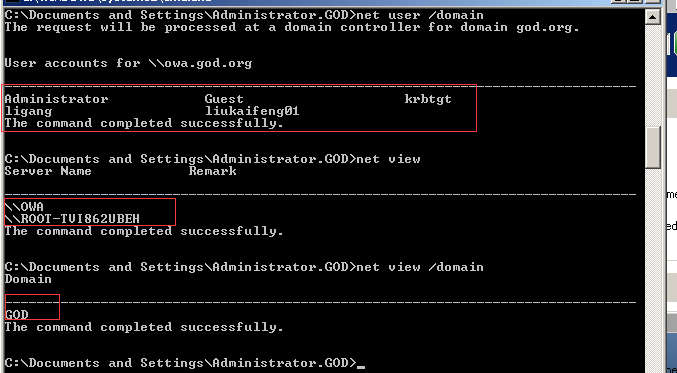 C:\Documents and Settings\Administrator.GOD>net user /domain
The request will be processed at a domain controller for domain god.org.
User accounts for \\owa.god.org
-------------------------------------------------------------------------------
Administrator            Guest                    krbtgt
ligang                   liukaifeng01
The command completed successfully.
C:\Documents and Settings\Administrator.GOD>net view
Server Name            Remark
-------------------------------------------------------------------------------
\\OWA
\\ROOT-TVI862UBEH
The command completed successfully.
C:\Documents and Settings\Administrator.GOD>net view /domain
Domain
-------------------------------------------------------------------------------
GOD
The command completed successfully.
C:\Documents and Settings\Administrator.GOD>_